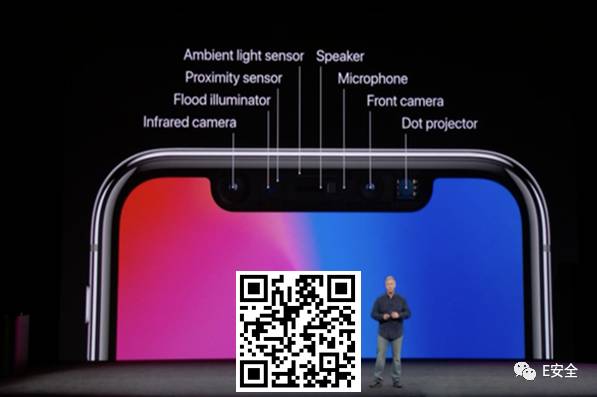 Ambient light sensor Speaker
Proximity sensor Microphone
Flood illuminator Front camera
Infrared camera Dot projector
E安全